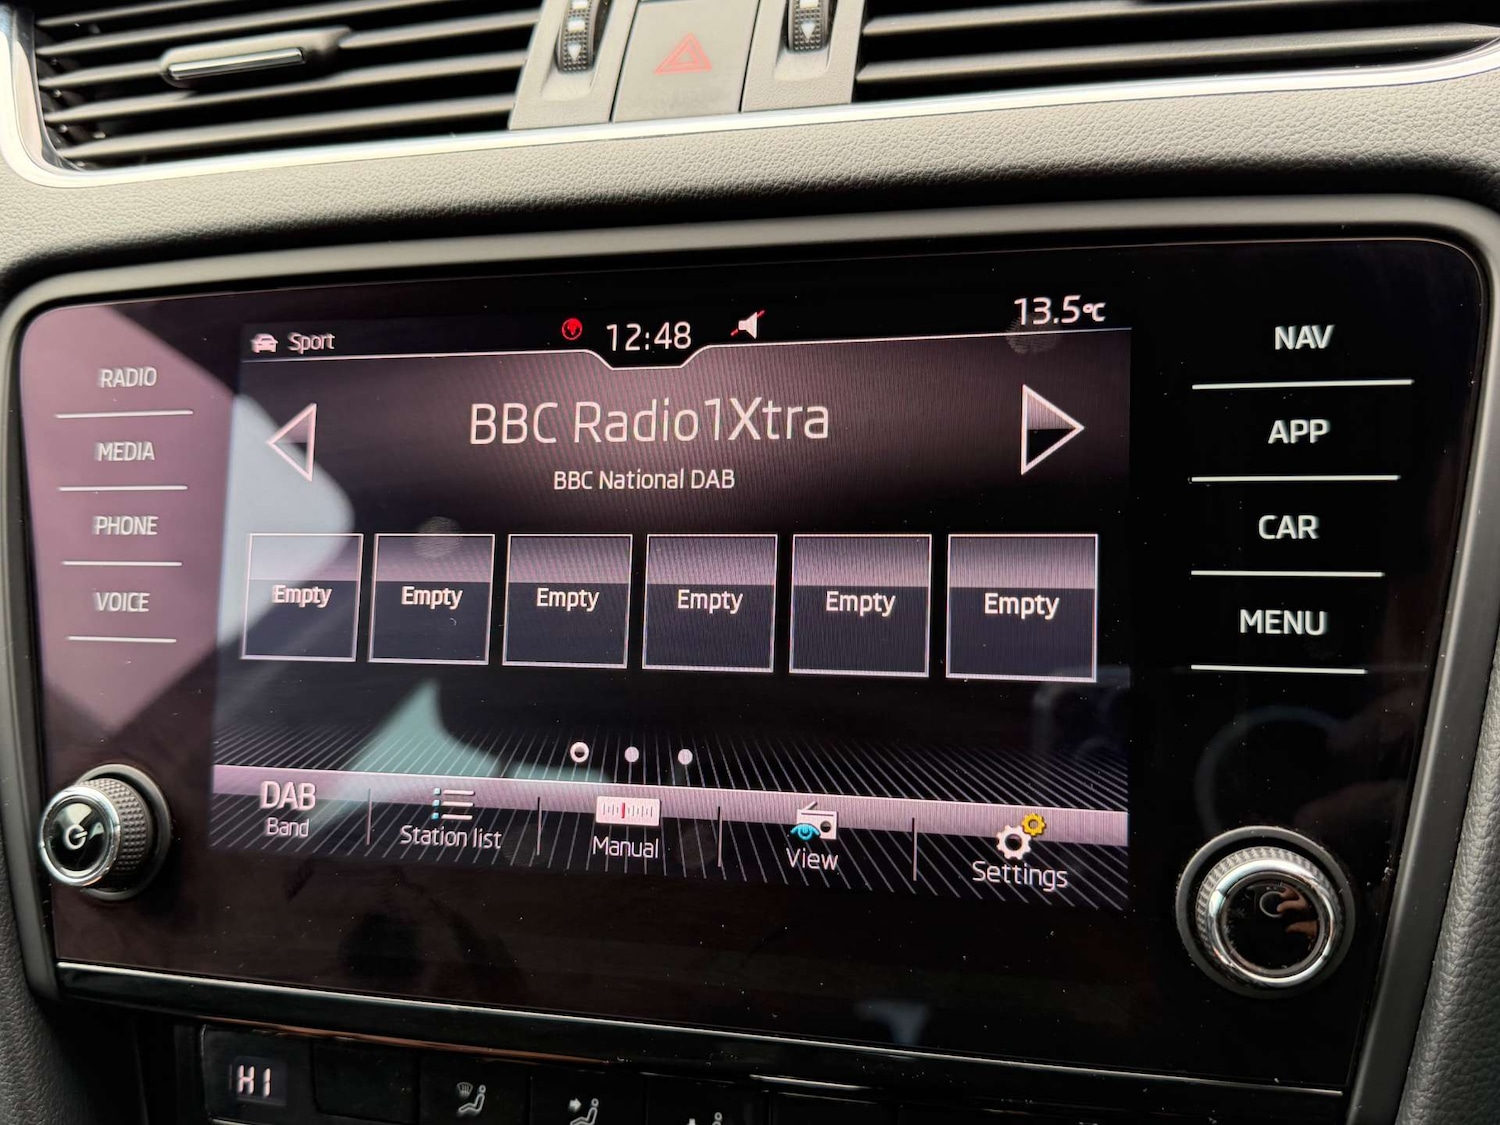 Sport
12:48
13.5°C
RADIO
MEDIA
PHONE
VOICE
BBC Radio1Xtra
BBC National DAB
Empty
Empty
Empty
Empty
Empty
Empty
DAB
Band
Station list
Manual
View
Settings
NAV
APP
CAR
MENU
HI